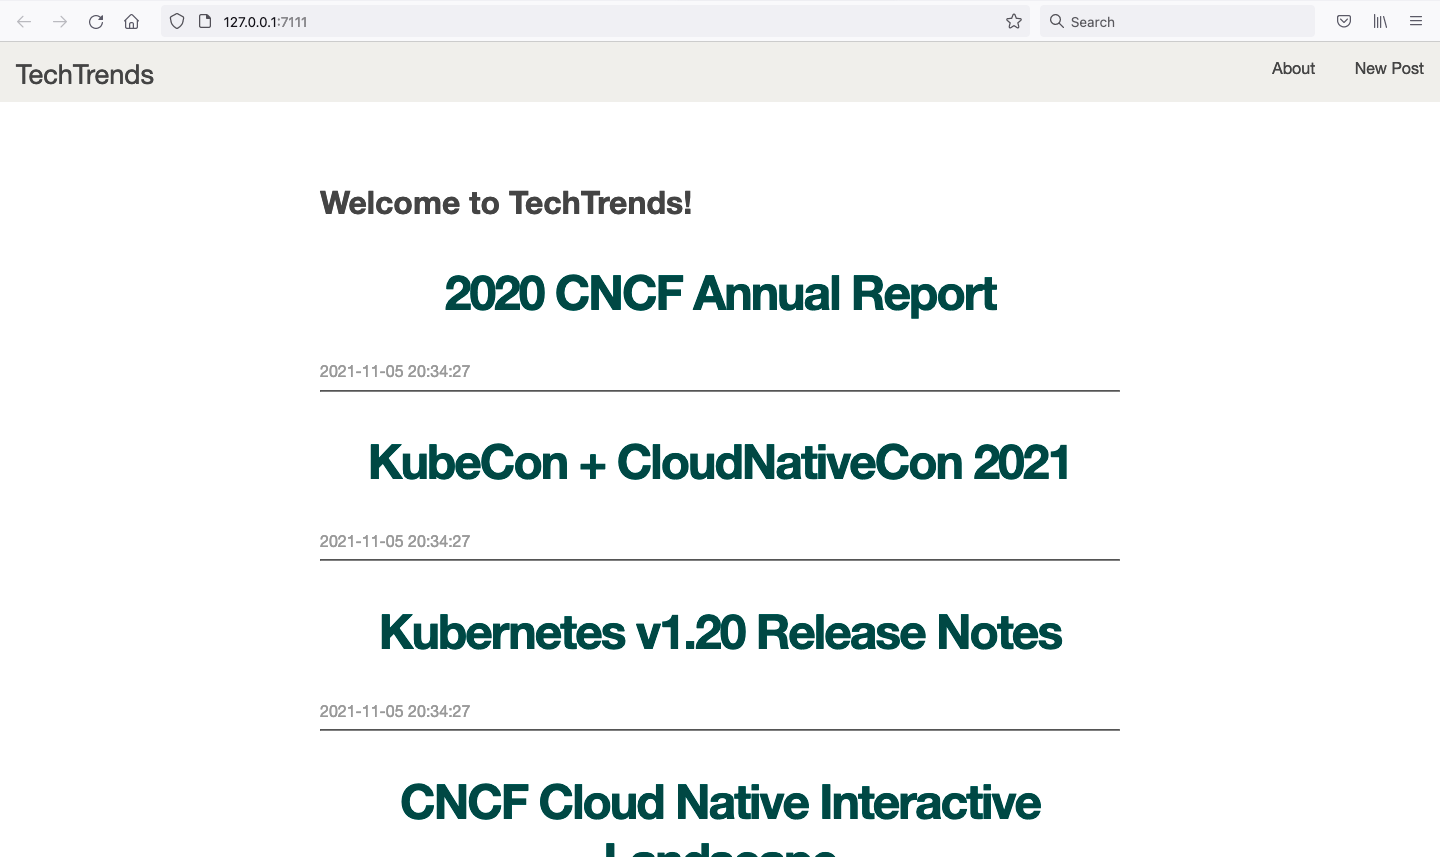 127.0.0.1:7111
Search
TechTrends
About
New Post
Welcome to TechTrends!
2020 CNCF Annual Report
2021-11-05 20:34:27
KubeCon + CloudNativeCon 2021
2021-11-05 20:34:27
Kubernetes v1.20 Release Notes
2021-11-05 20:34:27
CNCF Cloud Native Interactive
Landscape